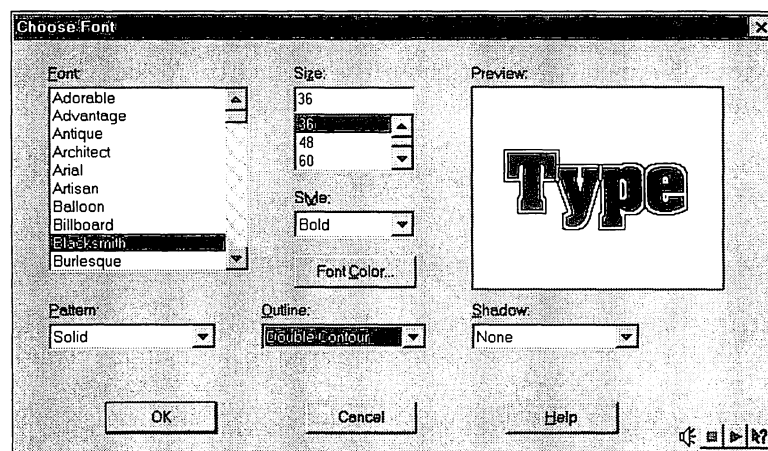 Choose Font
Font:
Adorable
Advantage
Antique
Architect
Arial
Artisan
Balloon
Billboard
Blacksmith
Burlesque
Size:
36
36
48
60
Style:
Bold
Font Color...
Preview:
Type
Pattern:
Solid
Outline:
Double Contour
Shadow:
None
OK
Cancel
Help